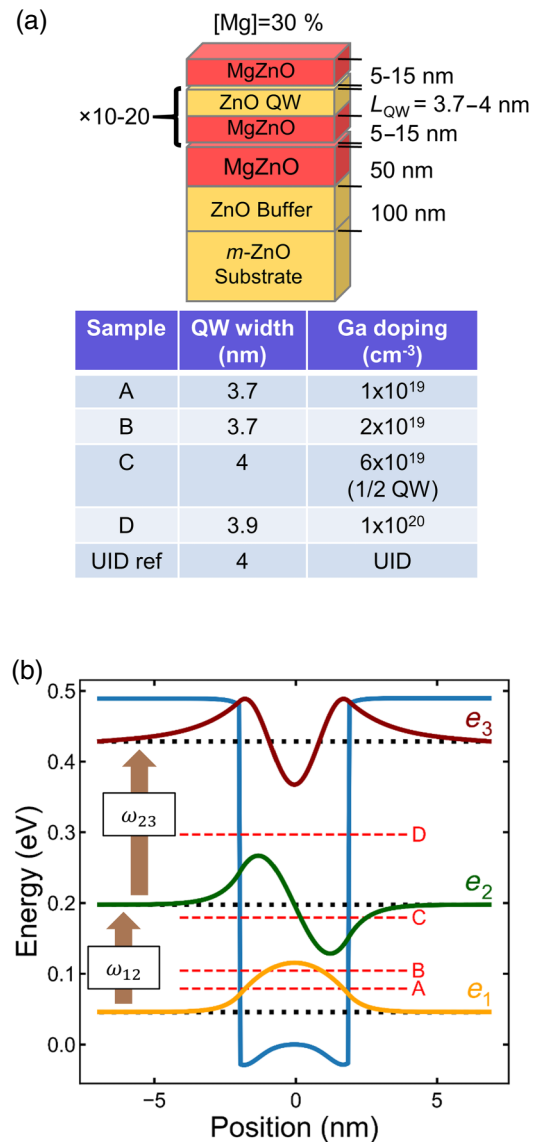 (a)
[Mg]=30 %
MgZnO
5-15 nm
×10-20
ZnO QW
L_QW = 3.7–4 nm
MgZnO
5–15 nm
MgZnO
50 nm
ZnO Buffer
100 nm
m-ZnO
Substrate
Sample QW width (nm) Ga doping (cm⁻³)
A 3.7 1x10¹⁹
B 3.7 2x10¹⁹
C 4 6x10¹⁹ (1/2 QW)
D 3.9 1x10²⁰
UID ref 4 UID
(b)
0.5
e₃
0.4
ω₂₃
0.3
D
e₂
0.2
C
ω₁₂
B
0.1
A
e₁
0.0
Energy (eV)
−5 0 5
Position (nm)